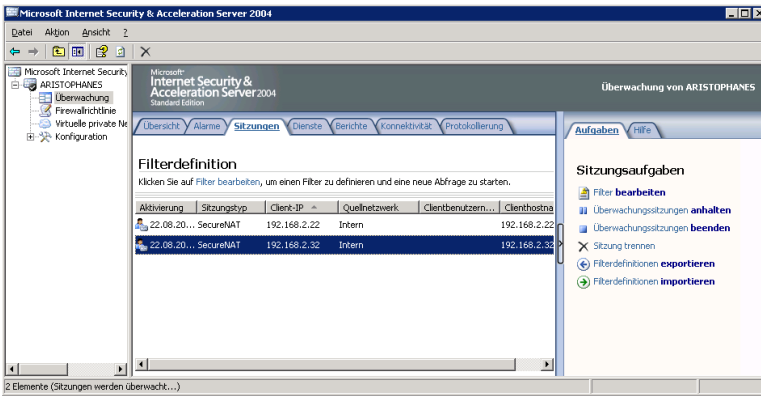 Microsoft Internet Security & Acceleration Server 2004
Datei Aktion Ansicht ?
Microsoft Internet Security
ARISTOPHANES
Überwachung
Firewallrichtlinie
Virtuelle private Ne
Konfiguration
Microsoft
Internet Security &
Acceleration Server 2004
Standard Edition
Überwachung von ARISTOPHANES
Übersicht Alarme Sitzungen Dienste Berichte Konnektivität Protokollierung
Filterdefinition
Klicken Sie auf Filter bearbeiten, um einen Filter zu definieren und eine neue Abfrage zu starten.
Aktivierung Sitzungstyp Client-IP Quellnetzwerk Clientbenutzern... Clienthostna
22.08.20... SecureNAT 192.168.2.22 Intern 192.168.2.22
22.08.20... SecureNAT 192.168.2.32 Intern 192.168.2.32
Aufgaben Hilfe
Sitzungsaufgaben
Filter bearbeiten
Überwachungssitzungen anhalten
Überwachungssitzungen beenden
Sitzung trennen
Filterdefinitionen exportieren
Filterdefinitionen importieren
2 Elemente (Sitzungen werden überwacht...)